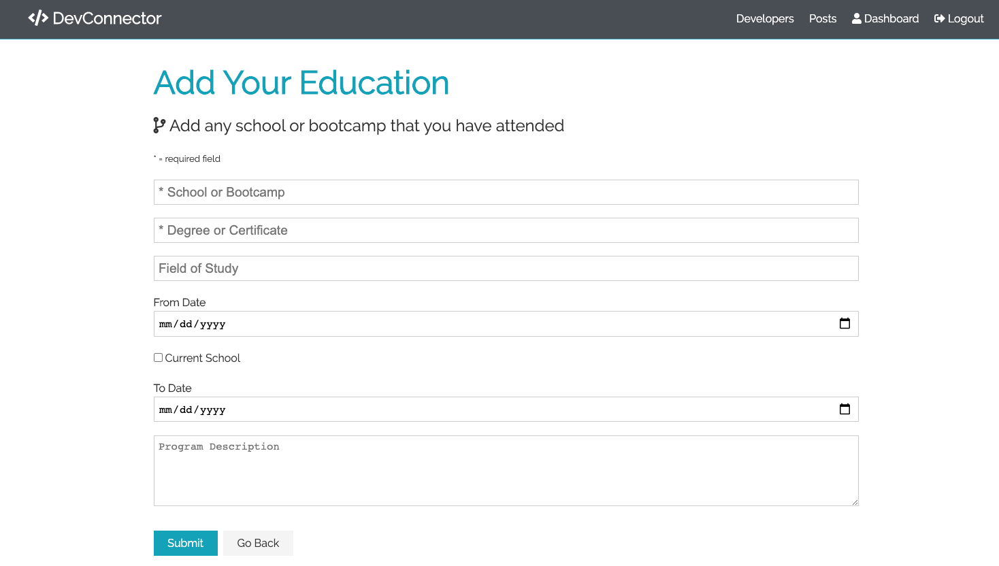 DevConnector
Developers Posts Dashboard Logout
Add Your Education
Add any school or bootcamp that you have attended
* = required field
* School or Bootcamp
* Degree or Certificate
Field of Study
From Date
mm/dd/yyyy
Current School
To Date
mm/dd/yyyy
Program Description
Submit Go Back